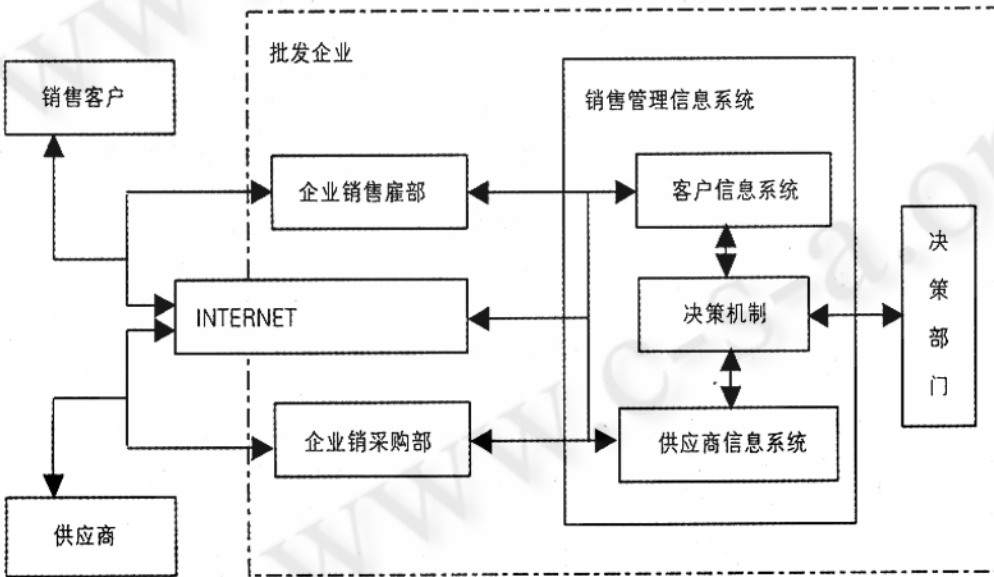 批发企业
销售客户
销售管理信息系统
企业销售雇部
客户信息系统
决策部门
INTERNET
决策机制
企业销采购部
供应商信息系统
供应商
www.c-s-a.o